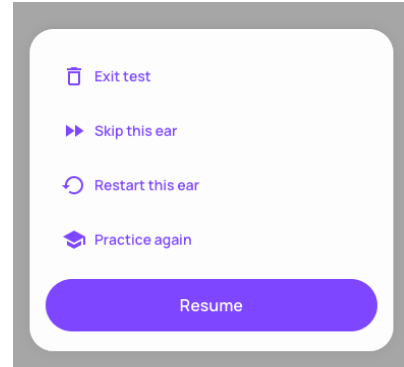 Exit test
Skip this ear
Restart this ear
Practice again
Resume